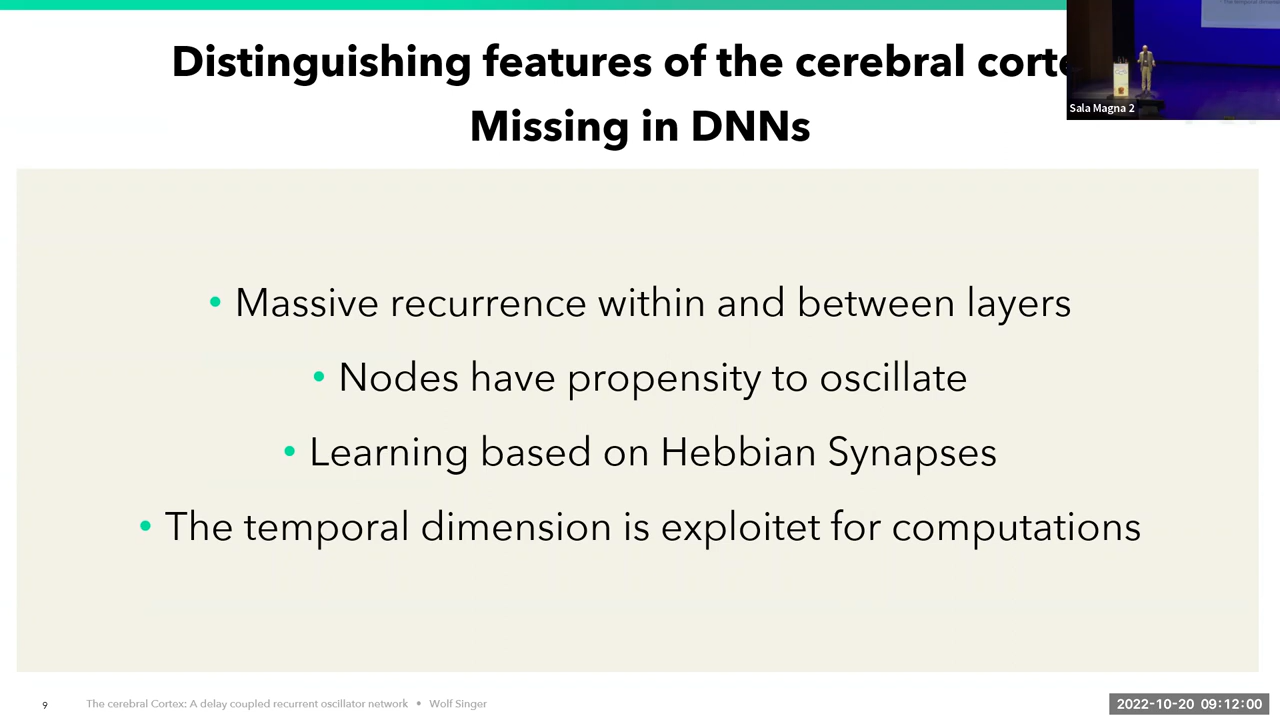 Distinguishing features of the cerebral corte
Missing in DNNs
Sala Magna 2
• Massive recurrence within and between layers
• Nodes have propensity to oscillate
• Learning based on Hebbian Synapses
• The temporal dimension is exploitet for computations
9 The cerebral Cortex: A delay coupled recurrent oscillator network • Wolf Singer
2022-10-20 09:12:00